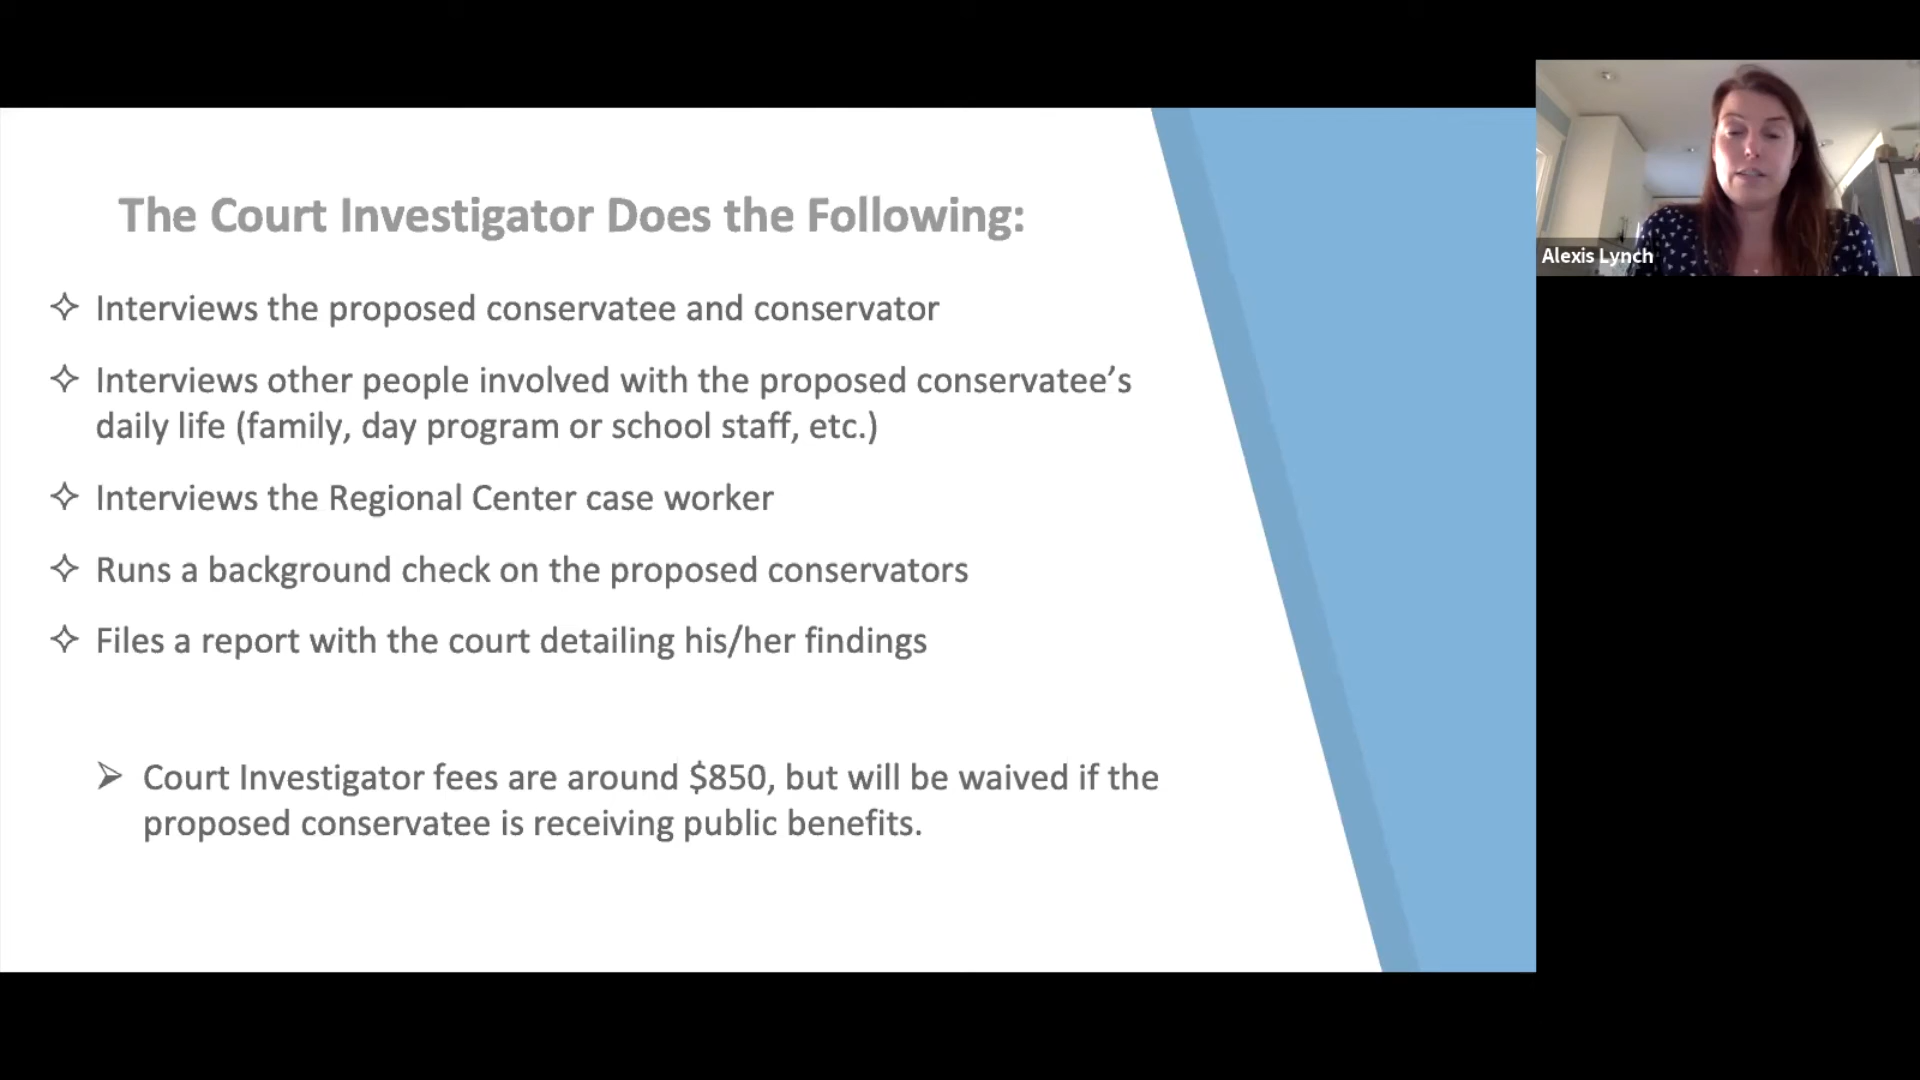 The Court Investigator Does the Following:
Interviews the proposed conservatee and conservator
Interviews other people involved with the proposed conservatee’s
daily life (family, day program or school staff, etc.)
Interviews the Regional Center case worker
Runs a background check on the proposed conservators
Files a report with the court detailing his/her findings
Court Investigator fees are around $850, but will be waived if the
proposed conservatee is receiving public benefits.
Alexis Lynch